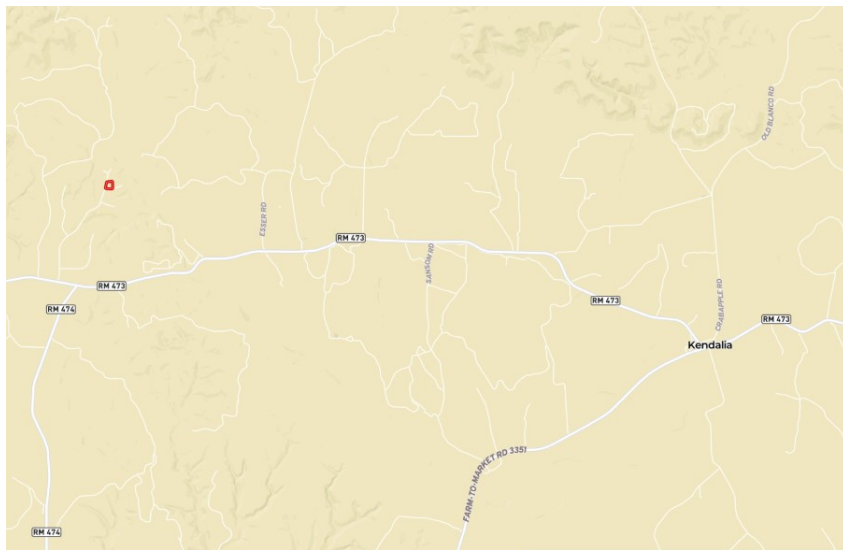 OLD BLANCO RD
ESSER RD
RM 473
SANSOM RD
RM 473
RM 474
RM 473
CRABAPPLE RD
RM 473
Kendalia
FARM-TO-MARKET RD 3351
RM 474